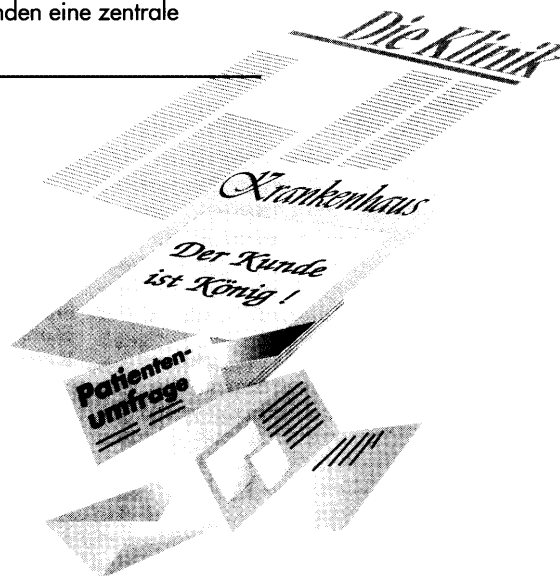 nden eine zentrale
Die Klinik
Krankenhaus
Der Kunde
ist König !
Patienten-
umfrage